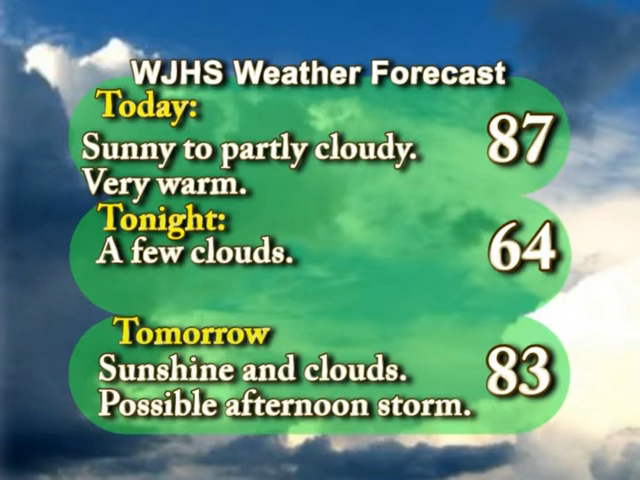 WJHS Weather Forecast
Today:
Sunny to partly cloudy.
Very warm.
87
Tonight:
A few clouds.
64
Tomorrow
Sunshine and clouds.
Possible afternoon storm.
83